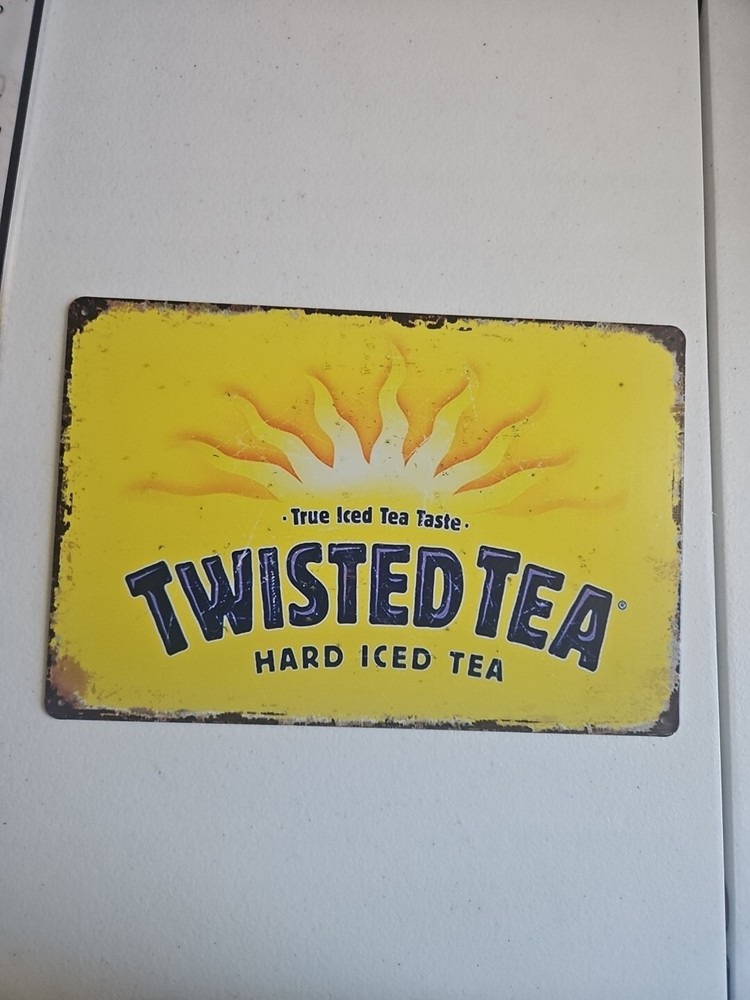 · True Iced Tea Taste ·
TWISTED TEA®
HARD ICED TEA